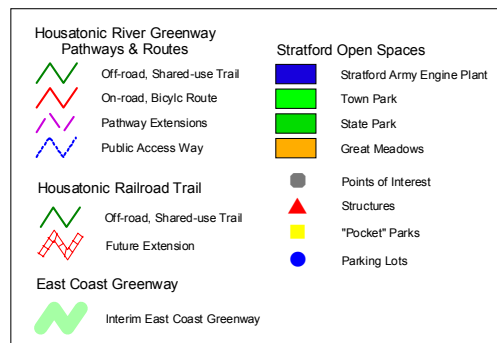 Housatonic River Greenway
Pathways & Routes
Off-road, Shared-use Trail
On-road, Bicylc Route
Pathway Extensions
Public Access Way
Housatonic Railroad Trail
Off-road, Shared-use Trail
Future Extension
East Coast Greenway
Interim East Coast Greenway
Stratford Open Spaces
Stratford Army Engine Plant
Town Park
State Park
Great Meadows
Points of Interest
Structures
"Pocket" Parks
Parking Lots